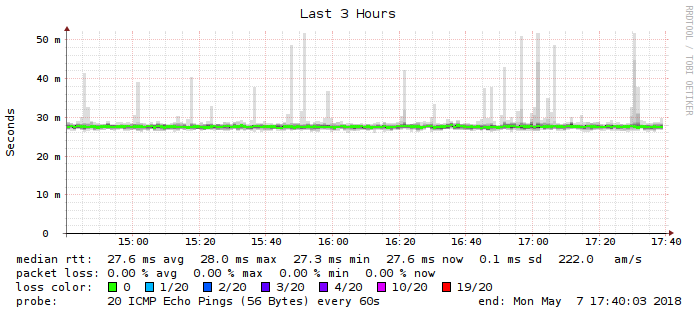 Last 3 Hours
RRDTOOL / TOBI OETIKER
Seconds
50 m
40 m
30 m
20 m
10 m
0
15:00 15:20 15:40 16:00 16:20 16:40 17:00 17:20 17:40
median rtt: 27.6 ms avg 28.0 ms max 27.3 ms min 27.6 ms now 0.1 ms sd 222.0 am/s
packet loss: 0.00 % avg 0.00 % max 0.00 % min 0.00 % now
loss color: 0 1/20 2/20 3/20 4/20 10/20 19/20
probe: 20 ICMP Echo Pings (56 Bytes) every 60s end: Mon May 7 17:40:03 2018